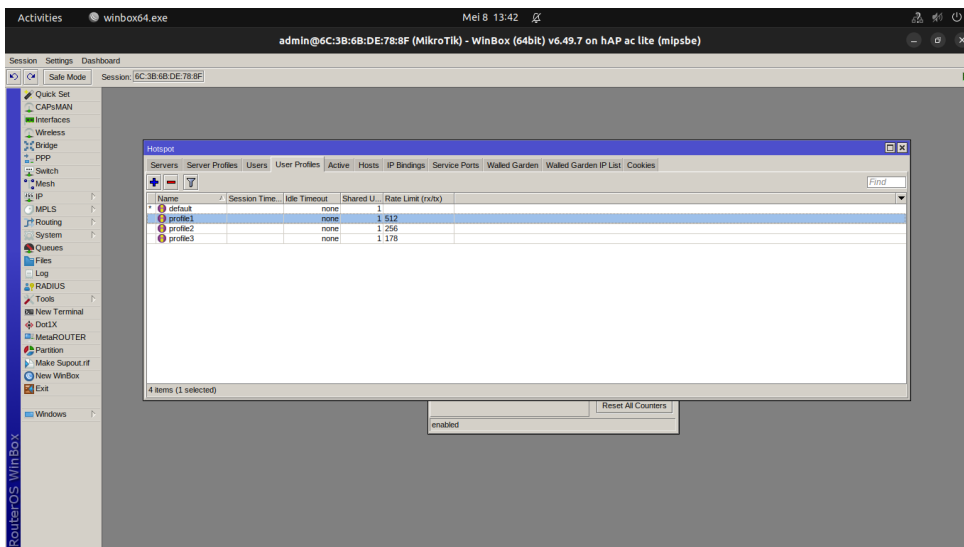 Activities winbox64.exe Mei 8 13:42
admin@6C:3B:6B:DE:78:8F (MikroTik) - WinBox (64bit) v6.49.7 on hAP ac lite (mipsbe)
Session Settings Dashboard
Safe Mode Session: 6C:3B:6B:DE:78:8F
Quick Set
CAPsMAN
Interfaces
Wireless
Bridge
PPP
Switch
Mesh
IP
MPLS
Routing
System
Queues
Files
Log
RADIUS
Tools
New Terminal
Dot1X
MetaROUTER
Partition
Make Supout.rif
New WinBox
Exit
Windows
RouterOS WinBox
Hotspot
Servers Server Profiles Users User Profiles Active Hosts IP Bindings Service Ports Walled Garden Walled Garden IP List Cookies
Find
Name Session Time... Idle Timeout Shared U... Rate Limit (rx/tx)
* default none 1
profile1 none 1 512
profile2 none 1 256
profile3 none 1 178
4 items (1 selected)
Reset All Counters
enabled